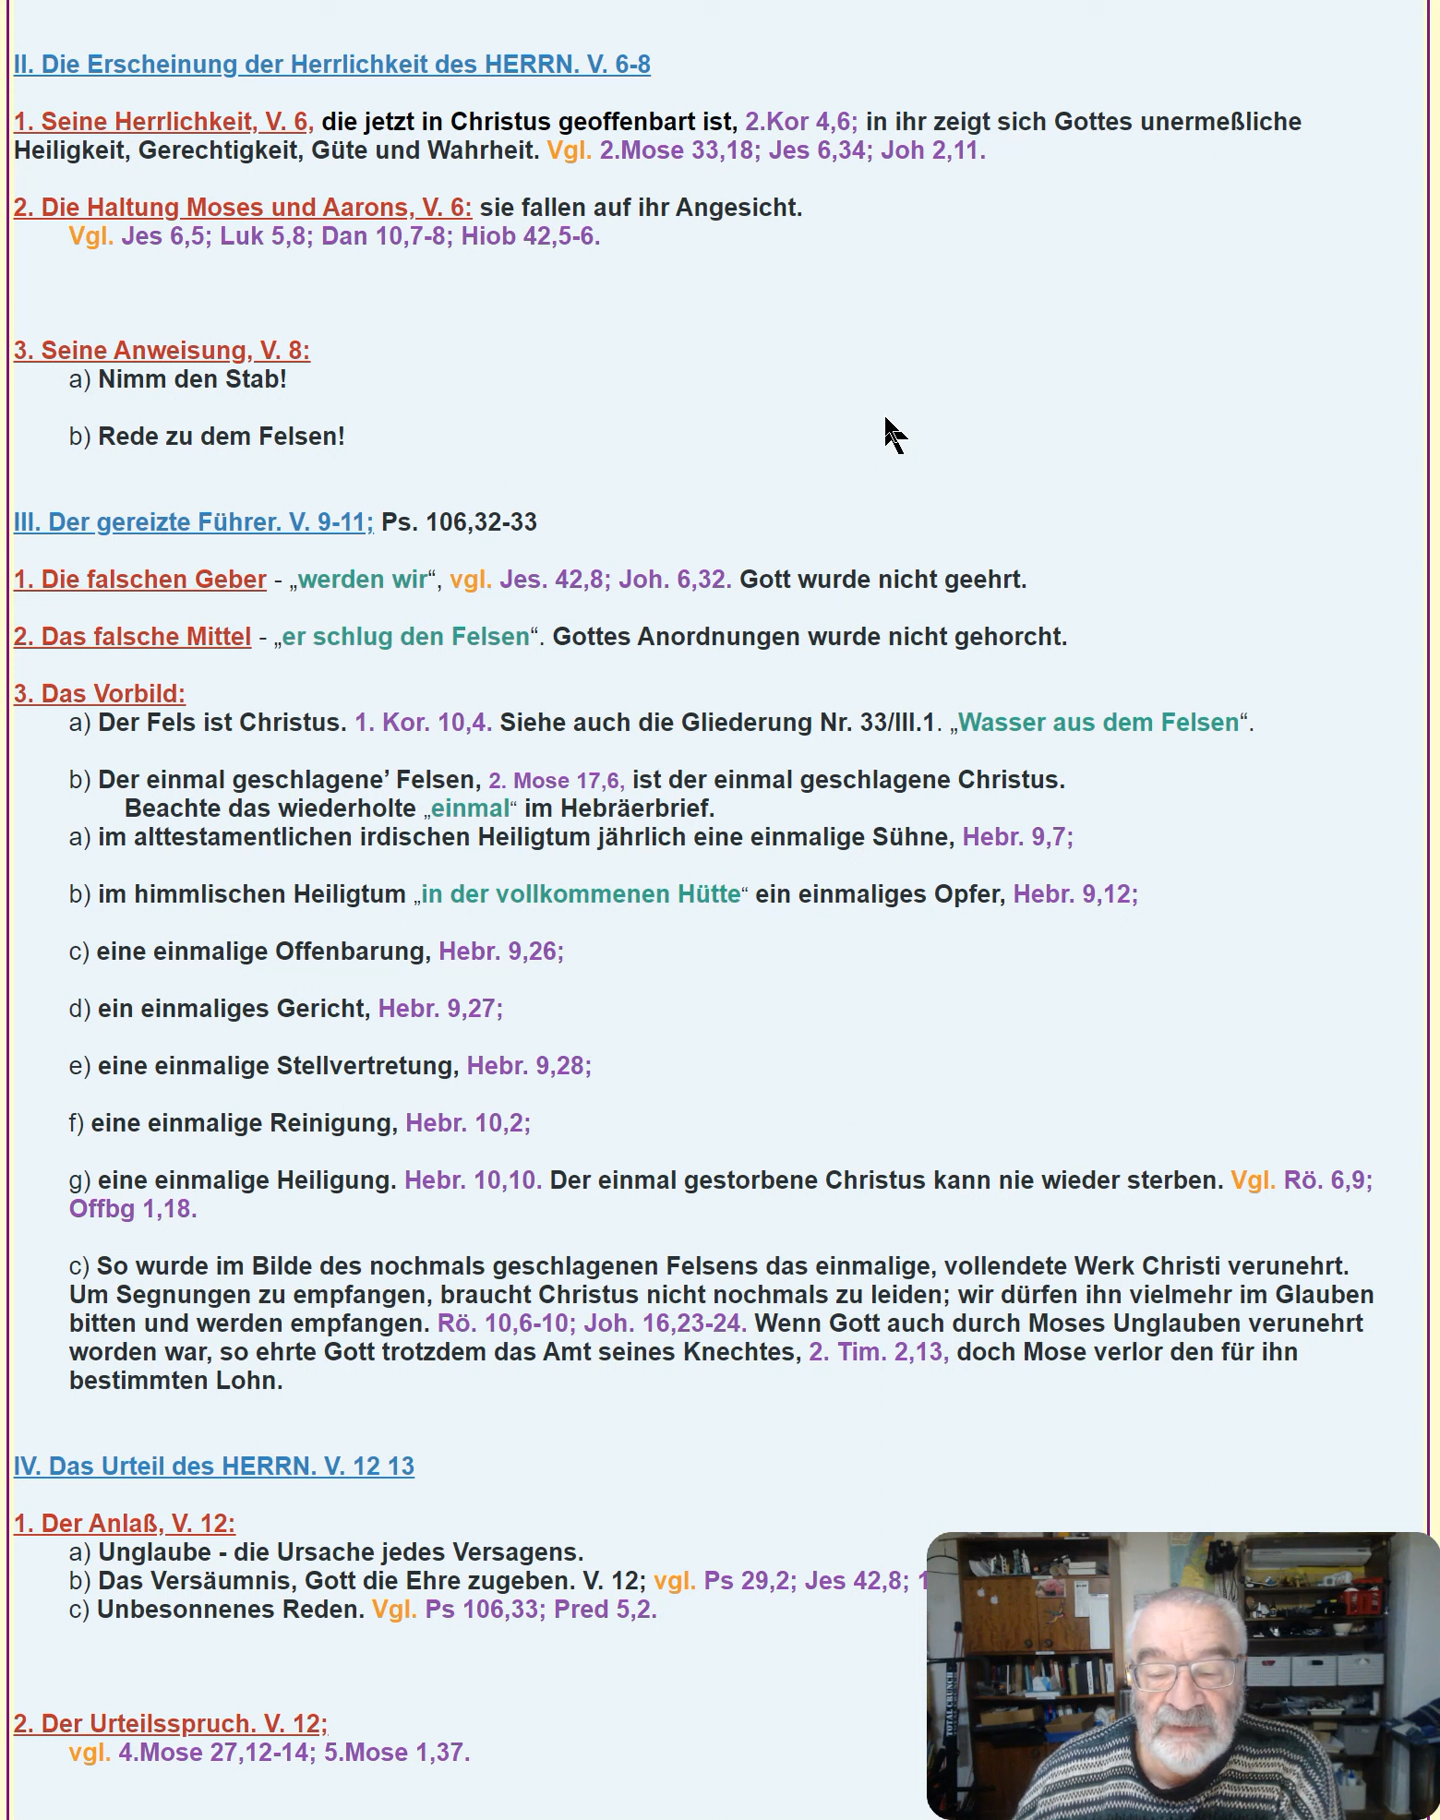 II. Die Erscheinung der Herrlichkeit des HERRN. V. 6-8
1. Seine Herrlichkeit, V. 6, die jetzt in Christus geoffenbart ist, 2.Kor 4,6; in ihr zeigt sich Gottes unermeßliche
Heiligkeit, Gerechtigkeit, Güte und Wahrheit. Vgl. 2.Mose 33,18; Jes 6,34; Joh 2,11.
2. Die Haltung Moses und Aarons, V. 6: sie fallen auf ihr Angesicht.
Vgl. Jes 6,5; Luk 5,8; Dan 10,7-8; Hiob 42,5-6.
3. Seine Anweisung, V. 8:
a) Nimm den Stab!
b) Rede zu dem Felsen!
III. Der gereizte Führer. V. 9-11; Ps. 106,32-33
1. Die falschen Geber - „werden wir“, vgl. Jes. 42,8; Joh. 6,32. Gott wurde nicht geehrt.
2. Das falsche Mittel - „er schlug den Felsen“. Gottes Anordnungen wurde nicht gehorcht.
3. Das Vorbild:
a) Der Fels ist Christus. 1. Kor. 10,4. Siehe auch die Gliederung Nr. 33/III.1. „Wasser aus dem Felsen“.
b) Der einmal geschlagene’ Felsen, 2. Mose 17,6, ist der einmal geschlagene Christus.
Beachte das wiederholte „einmal“ im Hebräerbrief.
a) im alttestamentlichen irdischen Heiligtum jährlich eine einmalige Sühne, Hebr. 9,7;
b) im himmlischen Heiligtum „in der vollkommenen Hütte“ ein einmaliges Opfer, Hebr. 9,12;
c) eine einmalige Offenbarung, Hebr. 9,26;
d) ein einmaliges Gericht, Hebr. 9,27;
e) eine einmalige Stellvertretung, Hebr. 9,28;
f) eine einmalige Reinigung, Hebr. 10,2;
g) eine einmalige Heiligung. Hebr. 10,10. Der einmal gestorbene Christus kann nie wieder sterben. Vgl. Rö. 6,9;
Offbg 1,18.
c) So wurde im Bilde des nochmals geschlagenen Felsens das einmalige, vollendete Werk Christi verunehrt.
Um Segnungen zu empfangen, braucht Christus nicht nochmals zu leiden; wir dürfen ihn vielmehr im Glauben
bitten und werden empfangen. Rö. 10,6-10; Joh. 16,23-24. Wenn Gott auch durch Moses Unglauben verunehrt
worden war, so ehrte Gott trotzdem das Amt seines Knechtes, 2. Tim. 2,13, doch Mose verlor den für ihn
bestimmten Lohn.
IV. Das Urteil des HERRN. V. 12 13
1. Der Anlaß, V. 12:
a) Unglaube - die Ursache jedes Versagens.
b) Das Versäumnis, Gott die Ehre zugeben. V. 12; vgl. Ps 29,2; Jes 42,8; 1
c) Unbesonnenes Reden. Vgl. Ps 106,33; Pred 5,2.
2. Der Urteilsspruch. V. 12;
vgl. 4.Mose 27,12-14; 5.Mose 1,37.
TOTAL CRUNCH